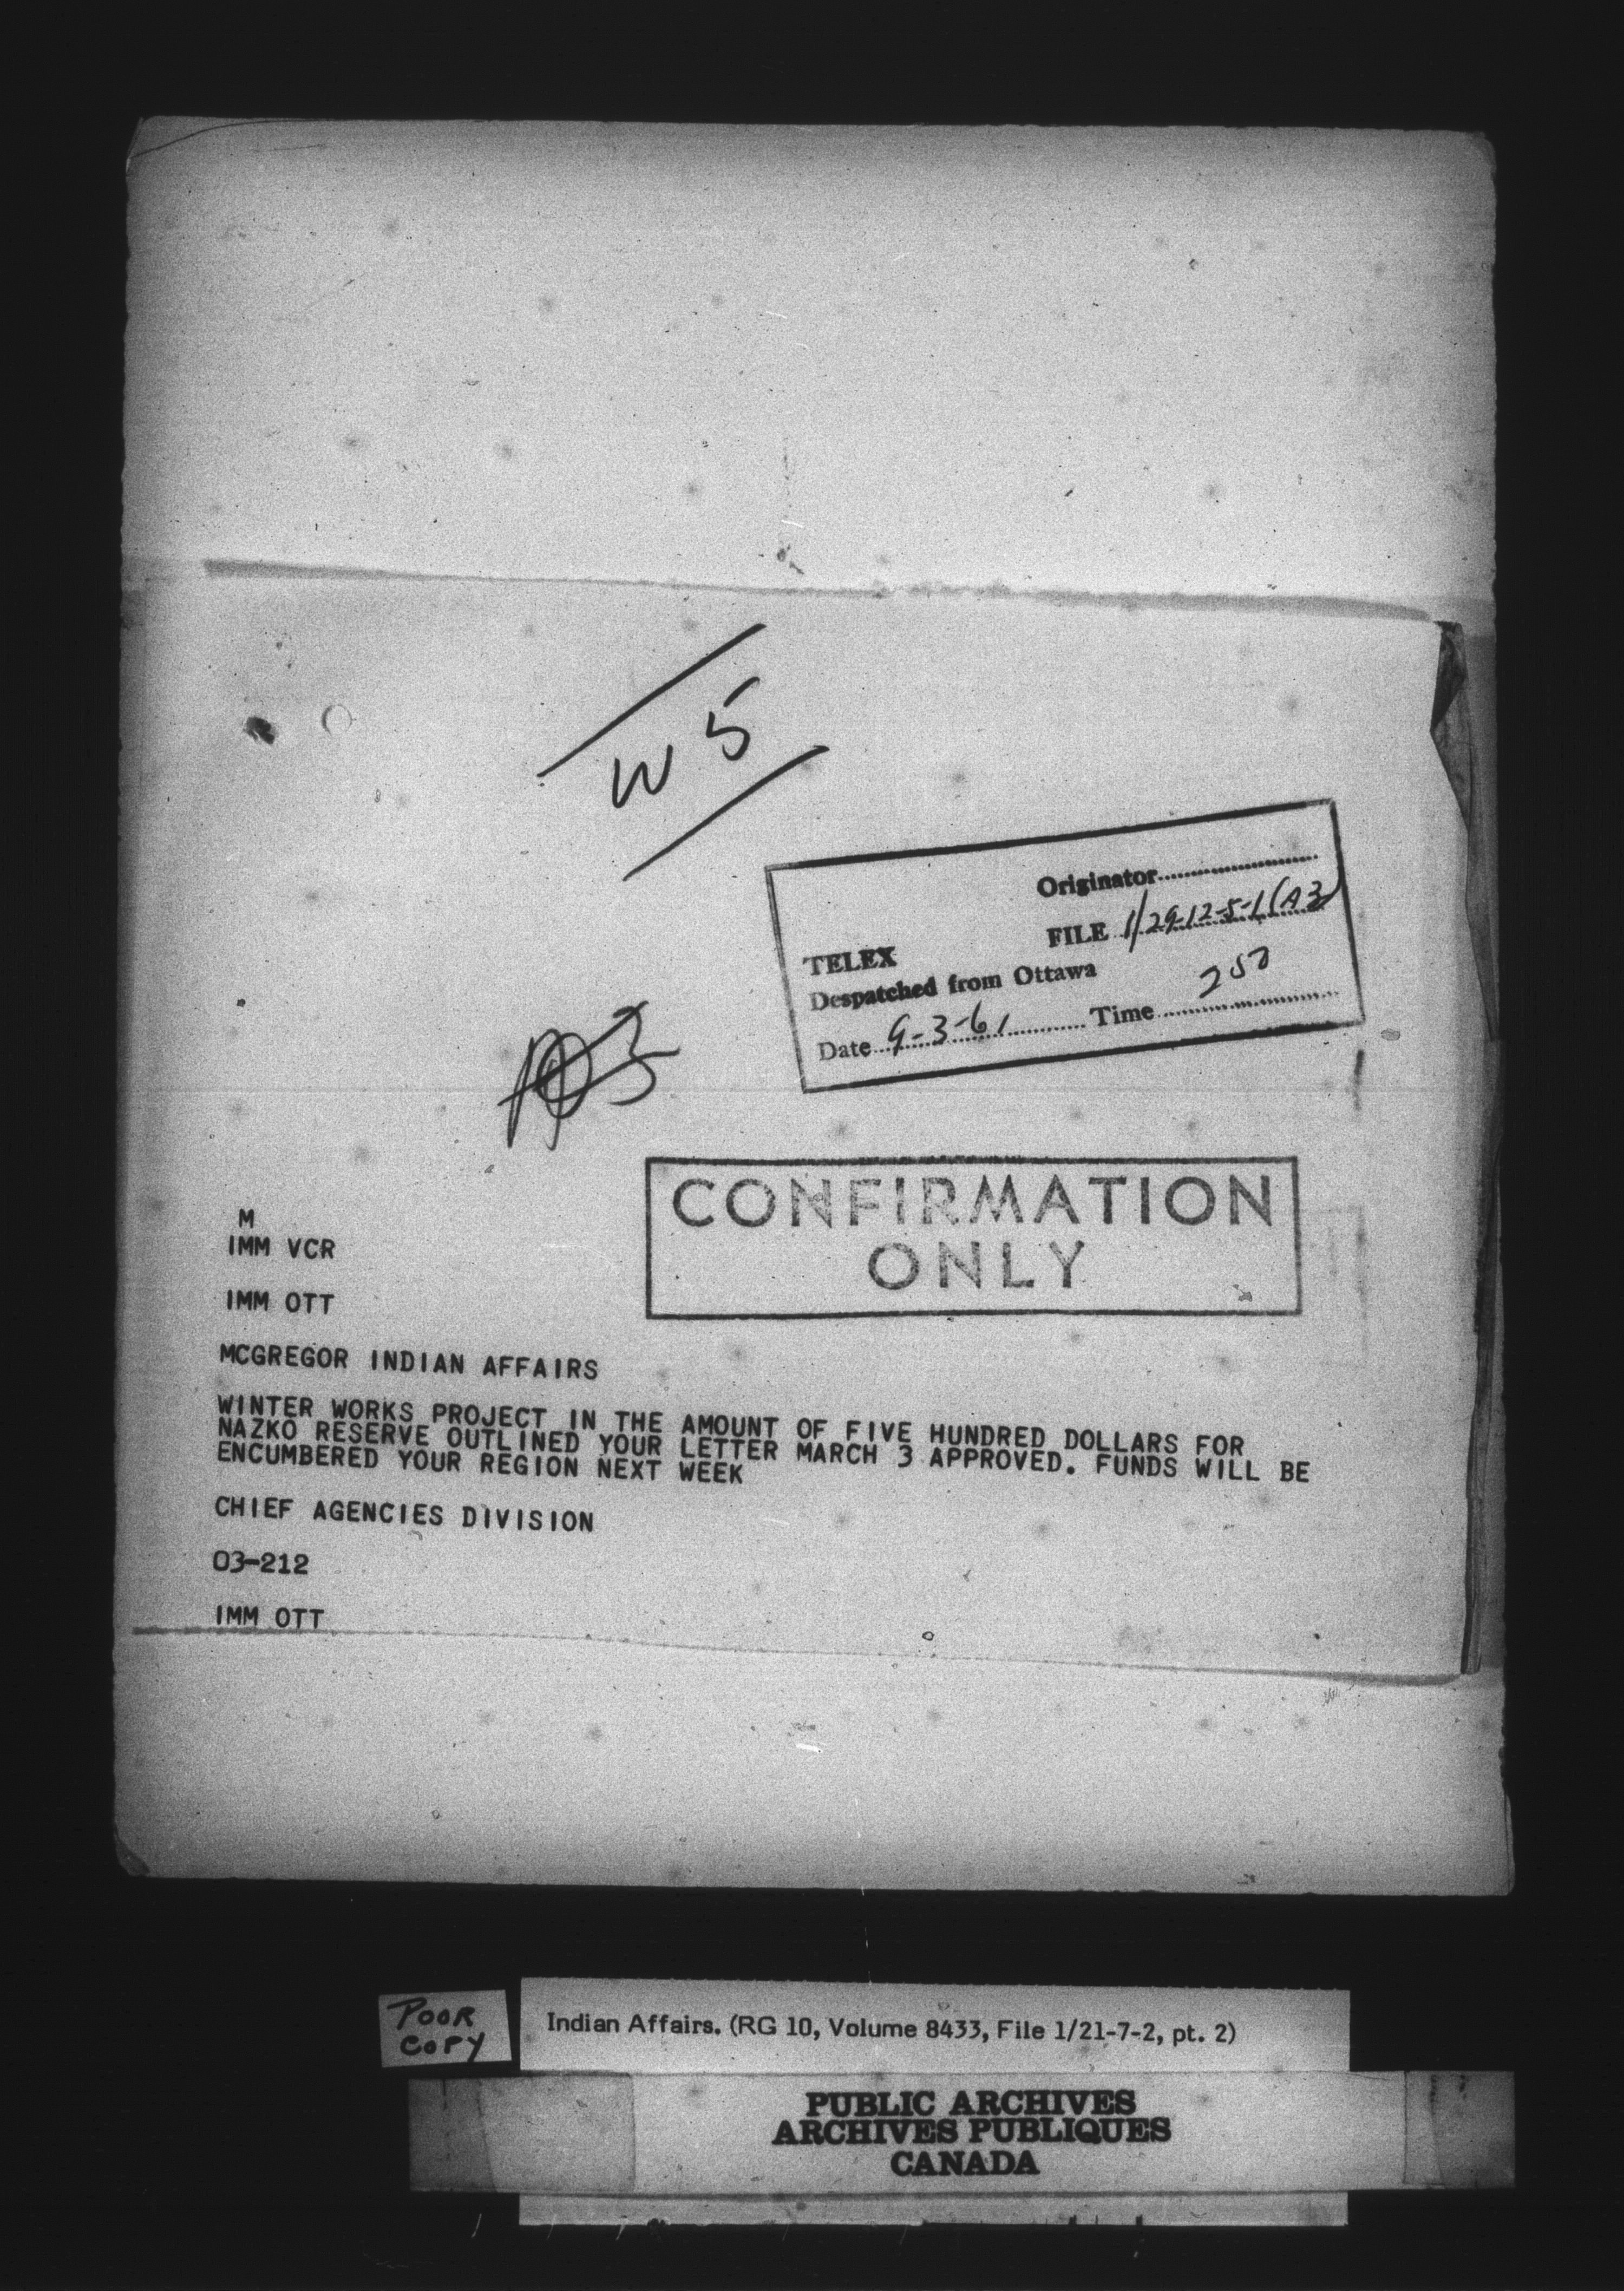 W 5
Originator
FILE 1/29-12-5-1 (A3)
TELEX
Despatched from Ottawa
Date 9-3-61 Time 250
CONFIRMATION
ONLY
M
IMM VCR
IMM OTT
MCGREGOR INDIAN AFFAIRS
WINTER WORKS PROJECT IN THE AMOUNT OF FIVE HUNDRED DOLLARS FOR
NAZKO RESERVE OUTLINED YOUR LETTER MARCH 3 APPROVED. FUNDS WILL BE
ENCUMBERED YOUR REGION NEXT WEEK
CHIEF AGENCIES DIVISION
03-212
IMM OTT
POOR
COPY
Indian Affairs. (RG 10, Volume 8433, File 1/21-7-2, pt. 2)
PUBLIC ARCHIVES
ARCHIVES PUBLIQUES
CANADA